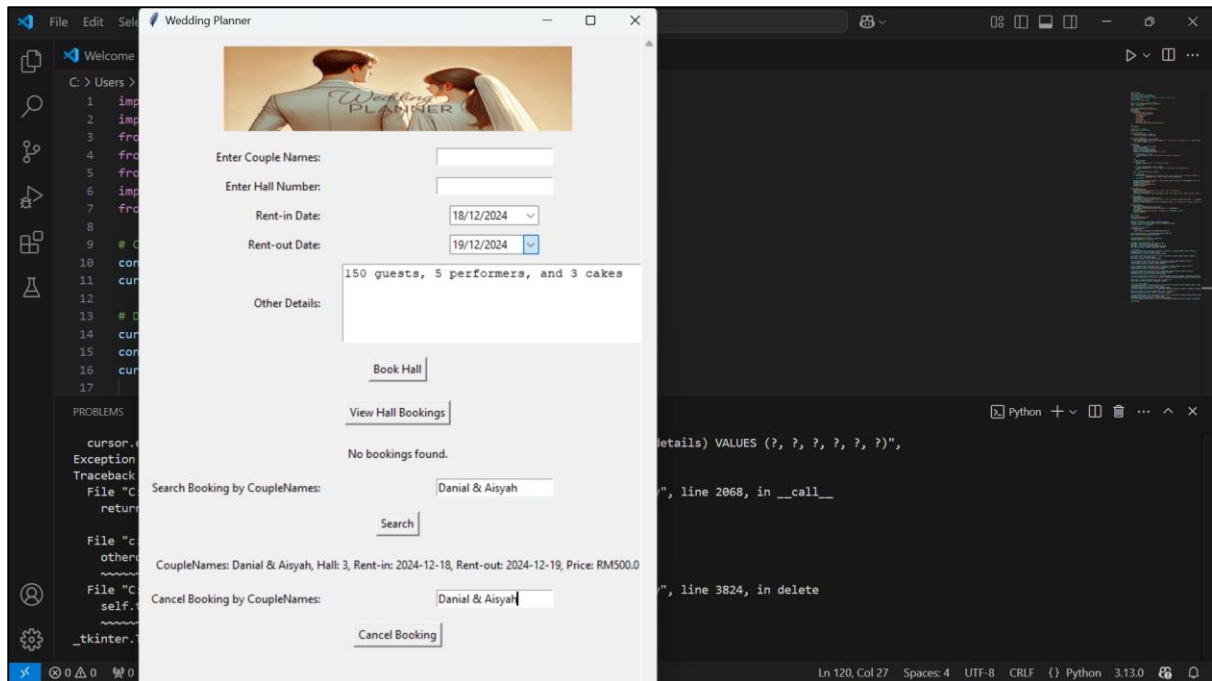 File Edit Sele
Wedding Planner
Welcome
Wedding
PLANNER
C: > Users >
1 imp
2 imp
3 fro
4 fro
5 fro
6 imp
7 fro
8
9 # C
10 con
11 cur
12
13 # D
14 cur
15 con
16 cur
17
Enter Couple Names:
Enter Hall Number:
Rent-in Date: 18/12/2024
Rent-out Date: 19/12/2024
Other Details: 150 guests, 5 performers, and 3 cakes
Book Hall
View Hall Bookings
No bookings found.
Search Booking by CoupleNames: Danial & Aisyah
Search
CoupleNames: Danial & Aisyah, Hall: 3, Rent-in: 2024-12-18, Rent-out: 2024-12-19, Price: RM500.0
Cancel Booking by CoupleNames: Danial & Aisyah
Cancel Booking
PROBLEMS
Python
cursor.e
details) VALUES (?, ?, ?, ?, ?, ?)",
Exception
Traceback
File "C:
y", line 2068, in __call__
return
File "c:
otherd
~~~~~~
File "C:
y", line 3824, in delete
self.t
~~~~~~
_tkinter.T
0 0 0
Ln 120, Col 27 Spaces: 4 UTF-8 CRLF {} Python 3.13.0